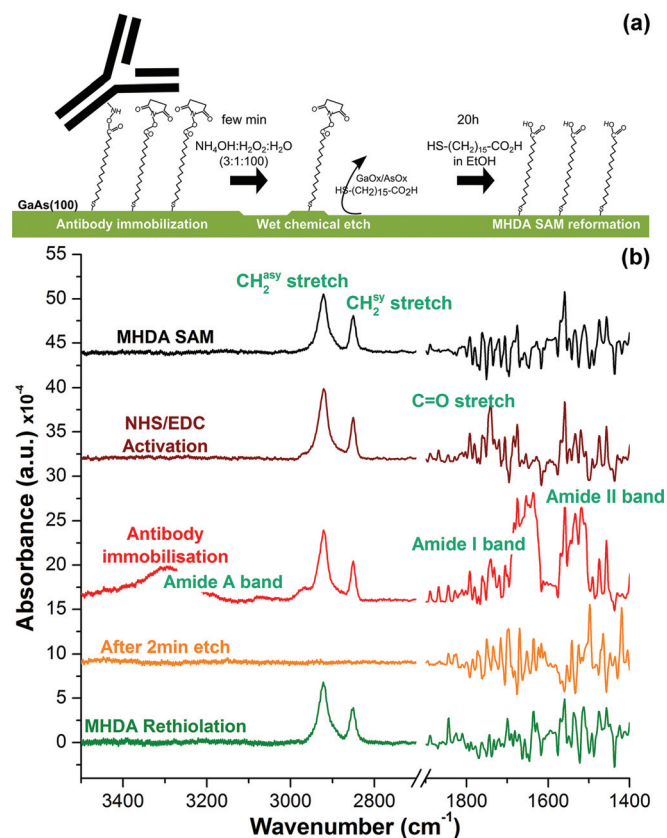 (a)
NH
O
O
N
O
O
O
O
O
N
O
O
O
O
O
N
O
O
O
HO
O
HO
O
HO
O
few min
NH₄OH:H₂O₂:H₂O
(3:1:100)
GaOx/AsOx
HS-(CH₂)₁₅-CO₂H
20h
HS-(CH₂)₁₅-CO₂H
in EtOH
GaAs(100)
S
S
S
S
S
S
S
Antibody immobilization
Wet chemical etch
MHDA SAM reformation
(b)
Absorbance (a.u.) x10⁻⁴
55
50
45
40
35
30
25
20
15
10
5
0
CH₂ᵃˢʸ stretch
CH₂ˢʸ stretch
MHDA SAM
C=O stretch
NHS/EDC
Activation
Amide II band
Antibody
immobilisation
Amide I band
Amide A band
After 2min etch
MHDA Rethiolation
3400 3200 3000 2800 1800 1600 1400
Wavenumber (cm⁻¹)